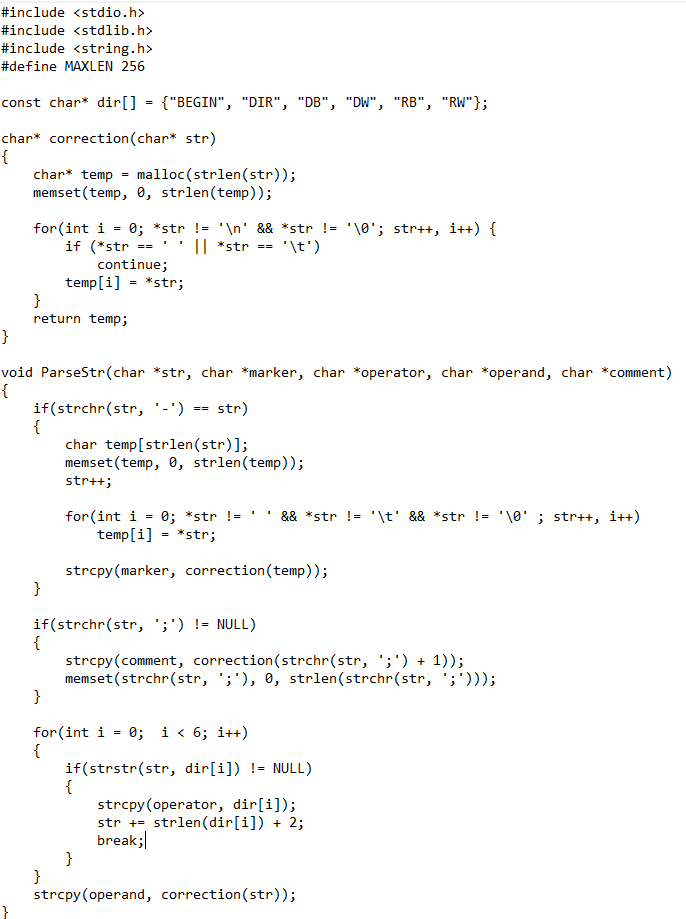 #include <stdio.h>
#include <stdlib.h>
#include <string.h>
#define MAXLEN 256

const char* dir[] = {"BEGIN", "DIR", "DB", "DW", "RB", "RW"};

char* correction(char* str)
{
    char* temp = malloc(strlen(str));
    memset(temp, 0, strlen(temp));

    for(int i = 0; *str != '\n' && *str != '\0'; str++, i++) {
        if (*str == ' ' || *str == '\t')
            continue;
        temp[i] = *str;
    }
    return temp;
}

void ParseStr(char *str, char *marker, char *operator, char *operand, char *comment)
{
    if(strchr(str, '-') == str)
    {
        char temp[strlen(str)];
        memset(temp, 0, strlen(temp));
        str++;

        for(int i = 0; *str != ' ' && *str != '\t' && *str != '\0' ; str++, i++)
            temp[i] = *str;

        strcpy(marker, correction(temp));
    }

    if(strchr(str, ';') != NULL)
    {
        strcpy(comment, correction(strchr(str, ';') + 1));
        memset(strchr(str, ';'), 0, strlen(strchr(str, ';')));
    }

    for(int i = 0;  i < 6; i++)
    {
        if(strstr(str, dir[i]) != NULL)
        {
            strcpy(operator, dir[i]);
            str += strlen(dir[i]) + 2;
            break;
        }
    }
    strcpy(operand, correction(str));
}